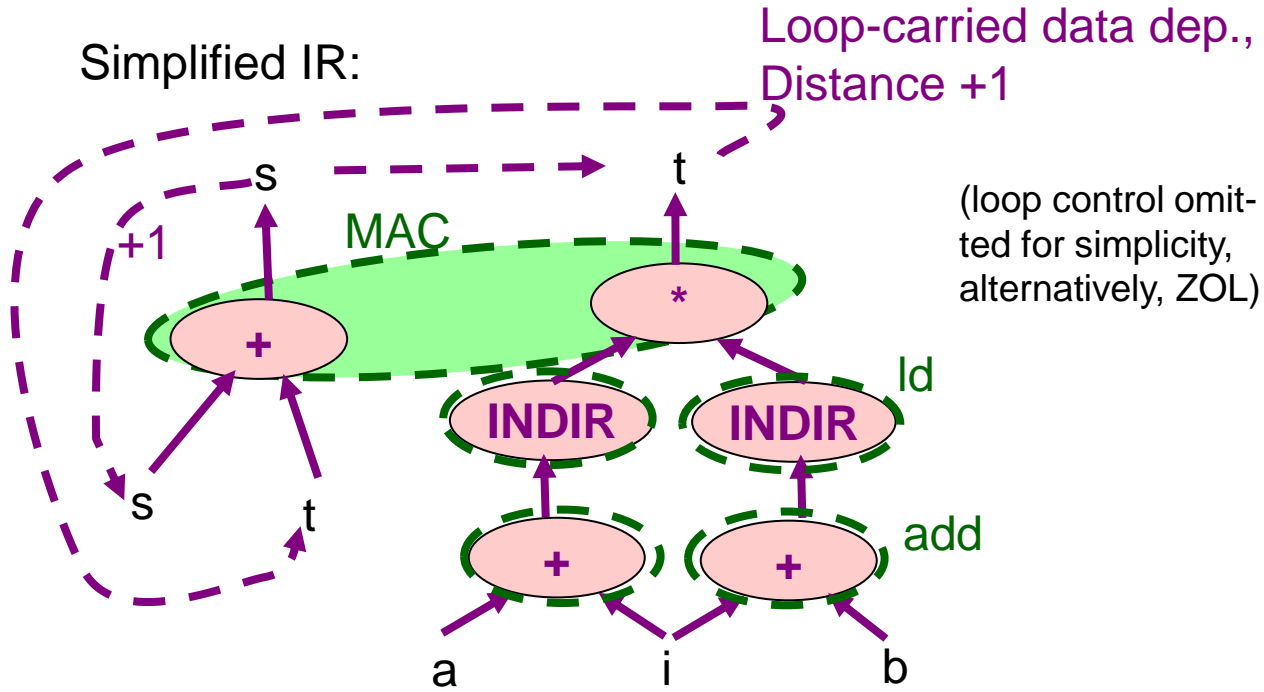 Loop-carried data dep.,
Simplified IR:
Distance +1
s
t
(loop control omit-
ted for simplicity,
alternatively, ZOL)
MAC
+1
*
+
ld
INDIR
INDIR
s
t
add
+
+
a
i
b